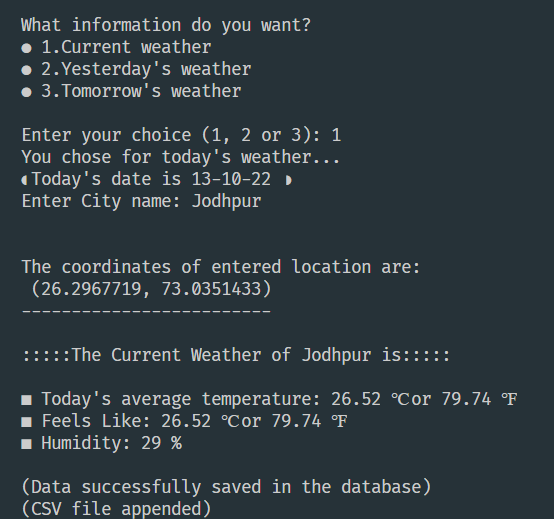 What information do you want?
● 1.Current weather
● 2.Yesterday's weather
● 3.Tomorrow's weather
Enter your choice (1, 2 or 3): 1
You chose for today's weather...
◖Today's date is 13-10-22 ◗
Enter City name: Jodhpur
The coordinates of entered location are:
(26.2967719, 73.0351433)
-------------------------
:::::The Current Weather of Jodhpur is:::::
■ Today's average temperature: 26.52 ℃or 79.74 ℉
■ Feels Like: 26.52 ℃or 79.74 ℉
■ Humidity: 29 %
(Data successfully saved in the database)
(CSV file appended)